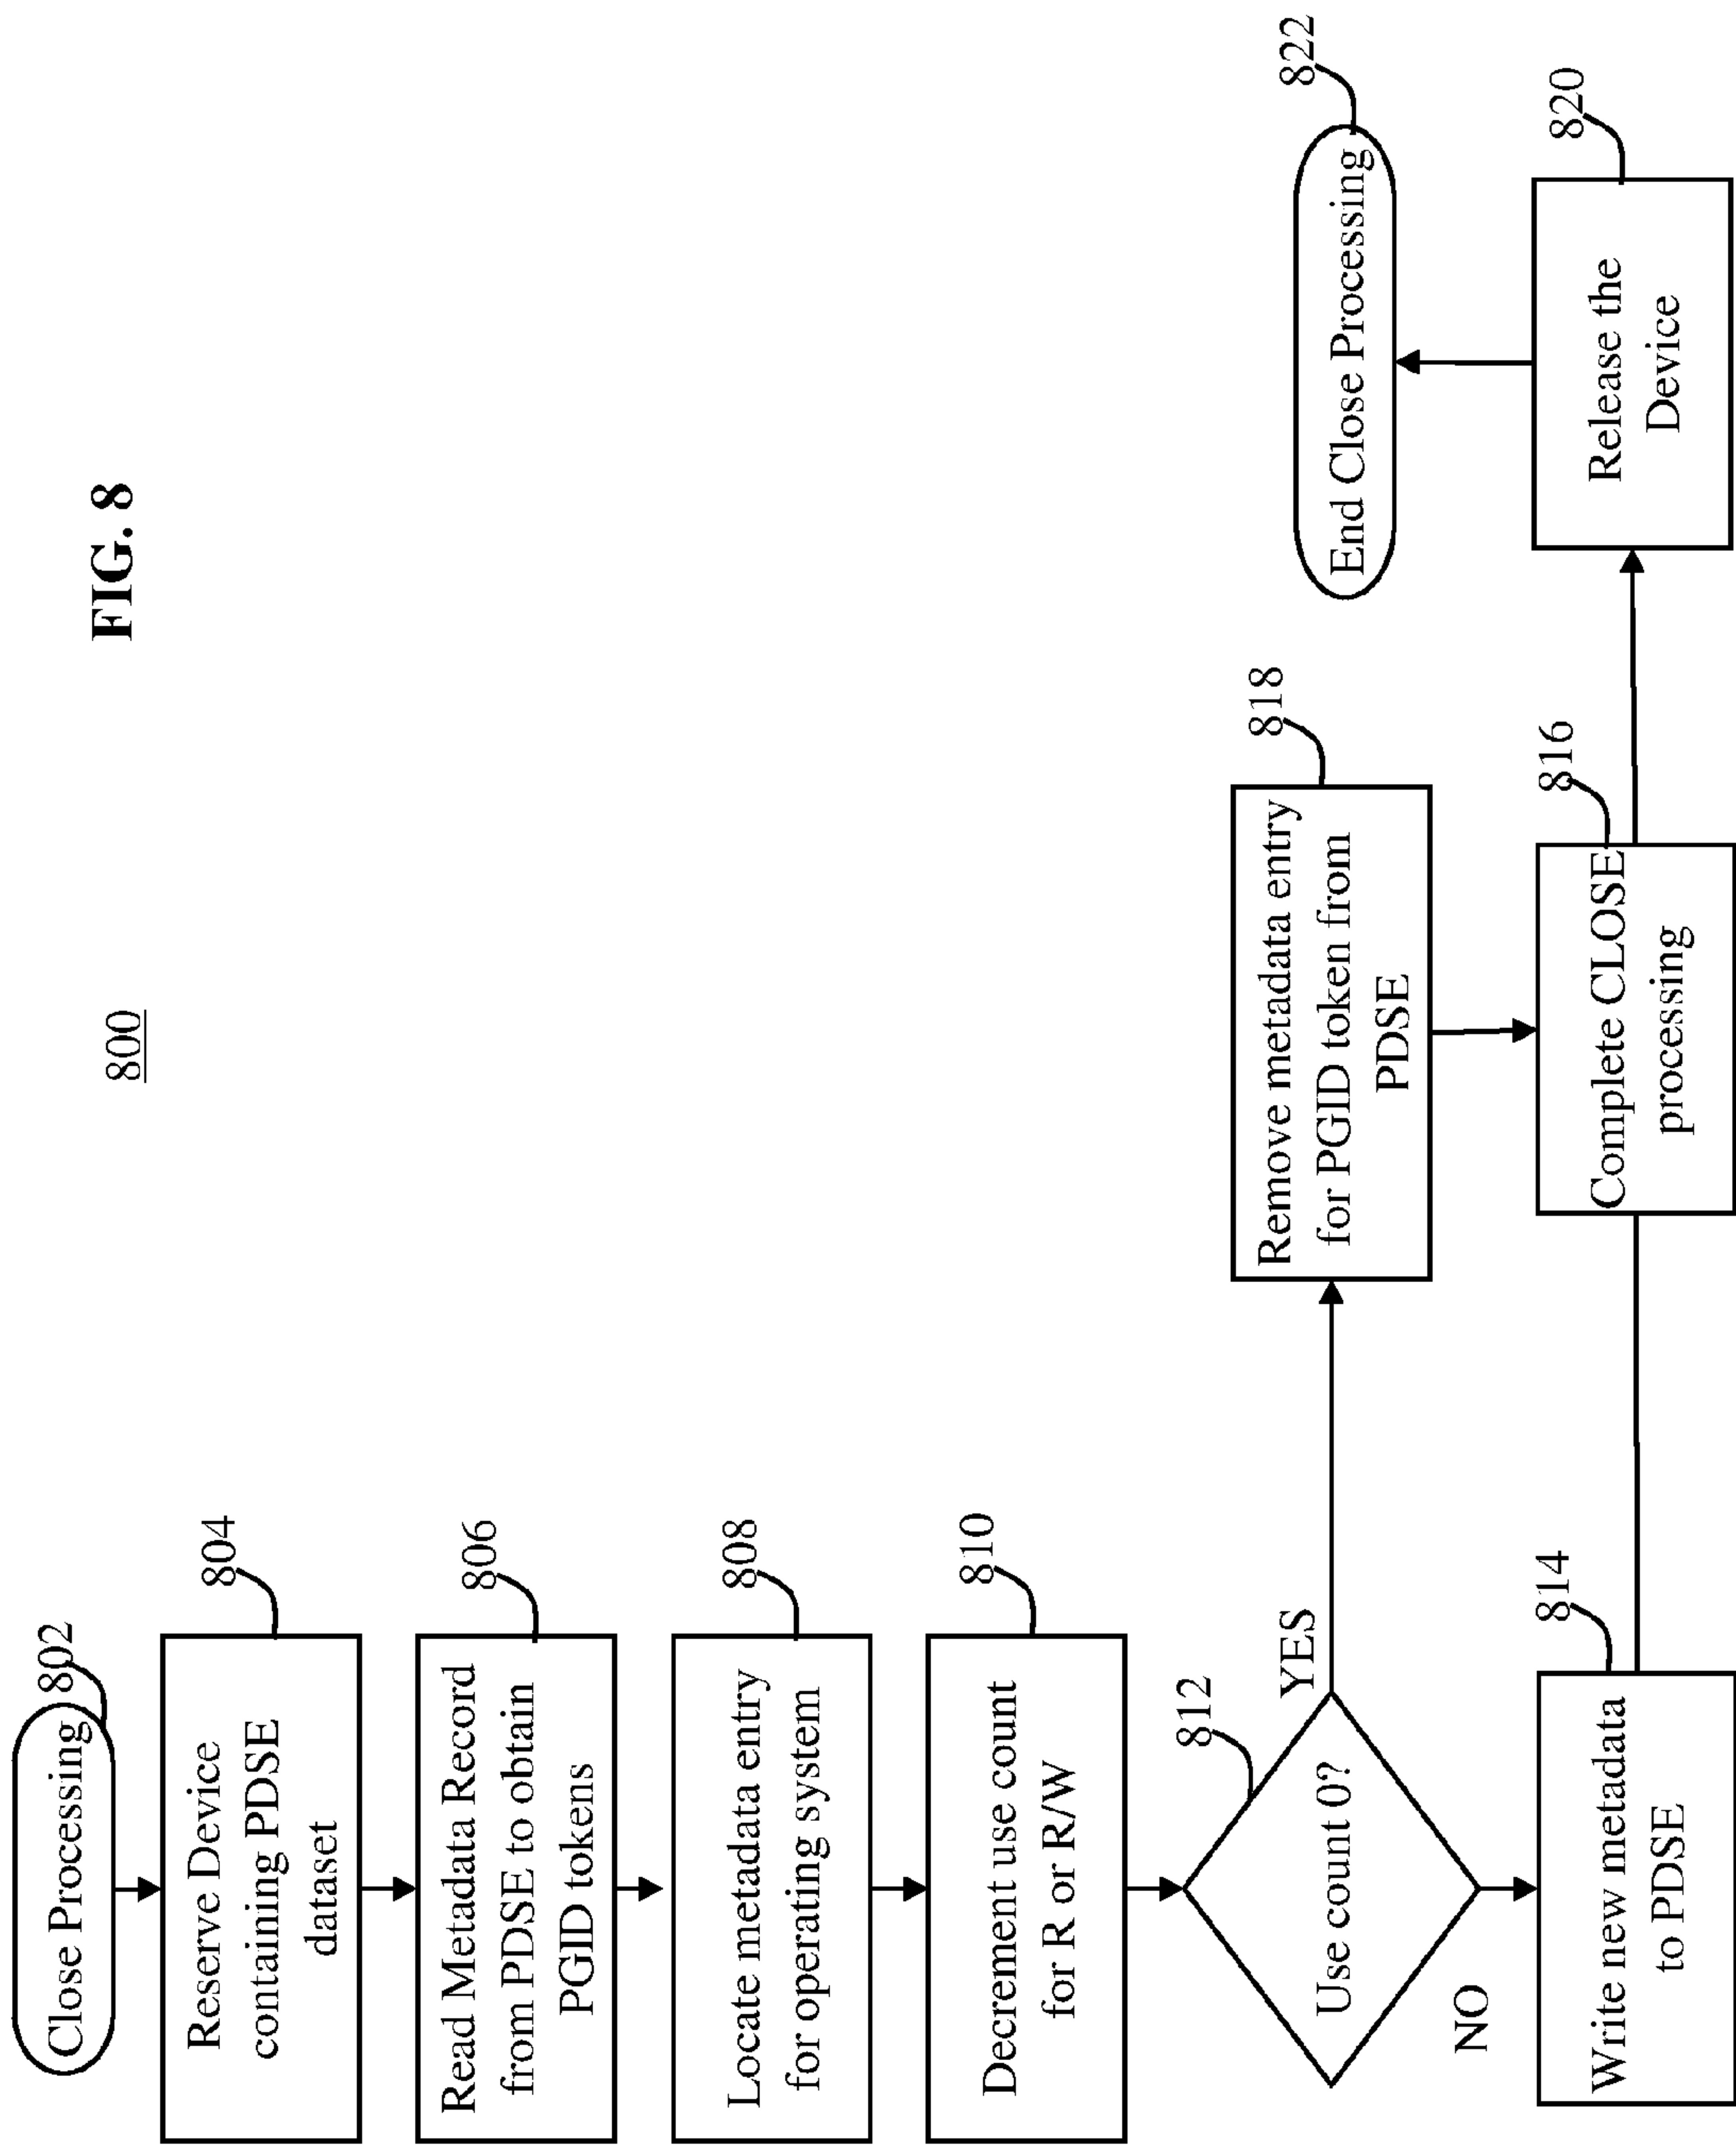 FIG. 8
800
Close Processing
802
Reserve Device
containing PDSE
dataset
804
Read Metadata Record
from PDSE to obtain
PGID tokens
806
Locate metadata entry
for operating system
808
Decrement use count
for R or R/W
810
Use count 0?
812
YES
NO
Write new metadata
to PDSE
814
Remove metadata entry
for PGID token from
PDSE
818
Complete CLOSE
processing
816
Release the
Device
820
End Close Processing
822